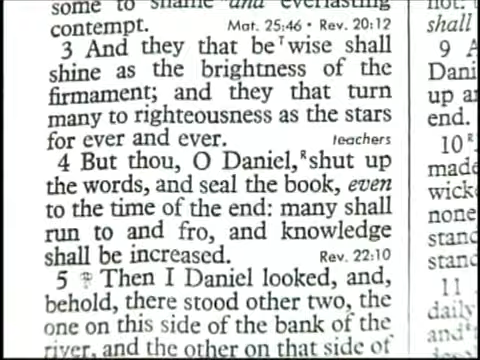 some to shame and everlasting
contempt. Mat. 25:46 · Rev. 20:12
3 And they that be ᵀwise shall
shine as the brightness of the
firmament; and they that turn
many to righteousness as the stars
for ever and ever. teachers
4 But thou, O Daniel, ᴿshut up
the words, and seal the book, even
to the time of the end: many shall
run to and fro, and knowledge
shall be increased. Rev. 22:10
5 Then I Daniel looked, and,
behold, there stood other two, the
one on this side of the bank of the
river, and the other on that side of
shall
9
Dani
up a
end.
10 ᴿ
made
wick
none
stand
stand
11
daily
and